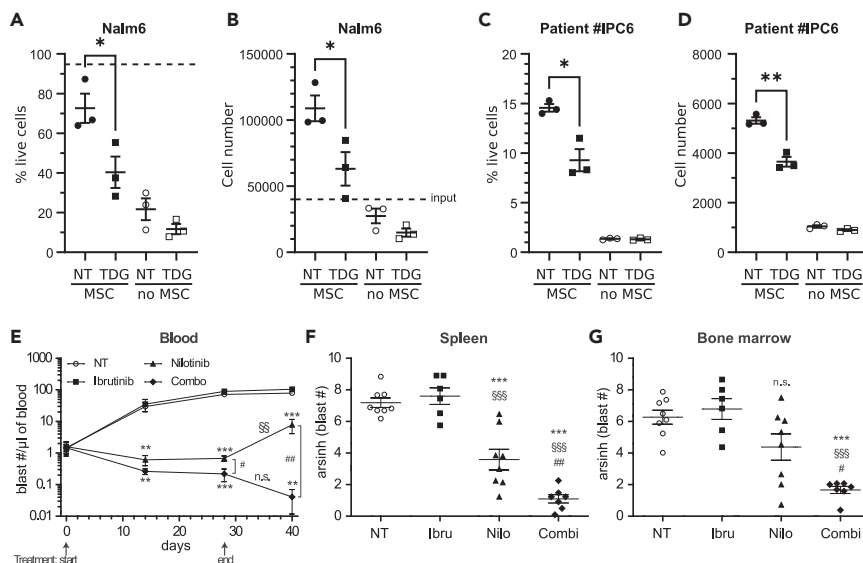 A
Nalm6
% live cells
100
80
60
40
20
0
*
NT TDG NT TDG
MSC no MSC
B
Nalm6
Cell number
150000
100000
50000
0
*
input
NT TDG NT TDG
MSC no MSC
C
Patient #IPC6
% live cells
20
15
10
5
0
*
NT TDG NT TDG
MSC no MSC
D
Patient #IPC6
Cell number
8000
6000
4000
2000
0
**
NT TDG NT TDG
MSC no MSC
E
Blood
NT
Ibrutinib
Nilotinib
Combo
blast #/µl of blood
1000
100
10
1
0.1
0.01
**
**
***
***
#
§§
n.s.
***
##
**
0 10 20 30 40
days
Treatment: start
end
F
Spleen
arsinh (blast #)
10
8
6
4
2
0
***
§§§
***
§§§
##
NT Ibru Nilo Combi
G
Bone marrow
arsinh (blast #)
10
8
6
4
2
0
n.s.
***
§§§
#
NT Ibru Nilo Combi